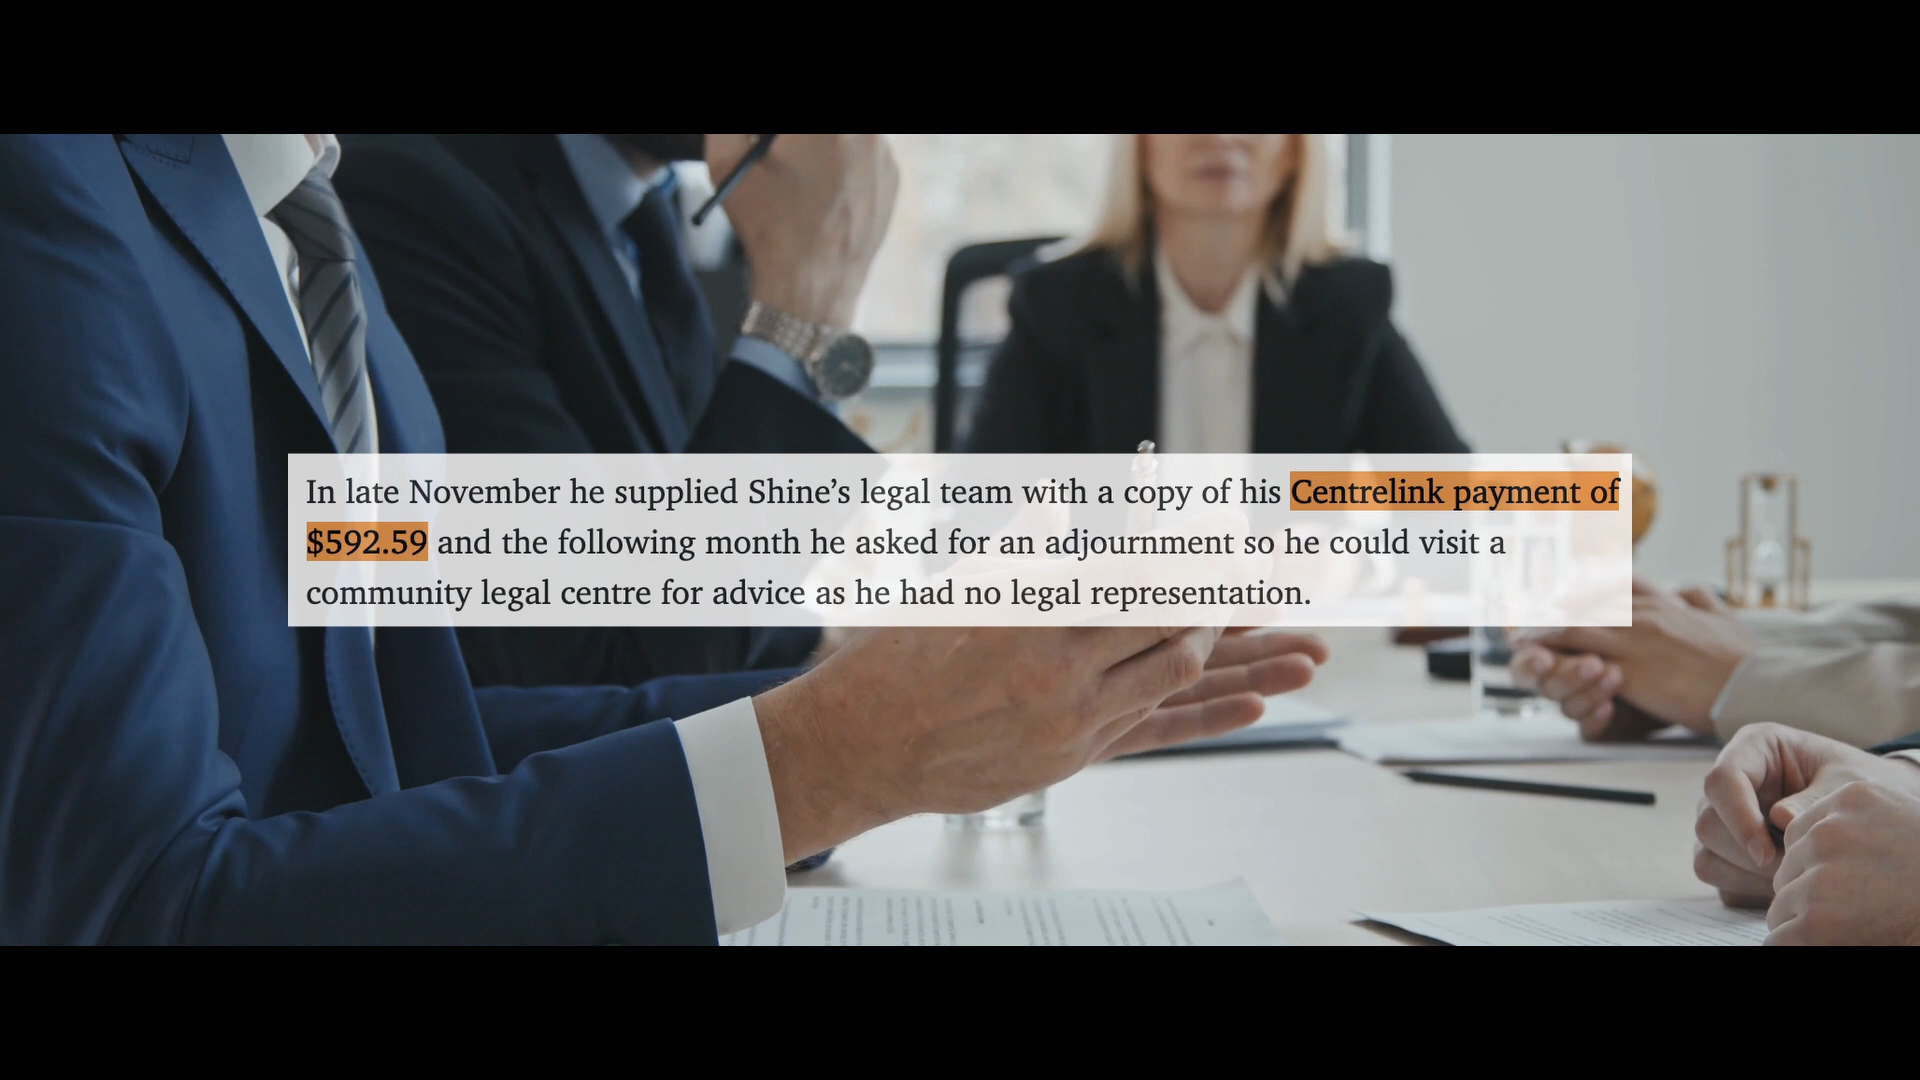 In late November he supplied Shine’s legal team with a copy of his Centrelink payment of
$592.59 and the following month he asked for an adjournment so he could visit a
community legal centre for advice as he had no legal representation.